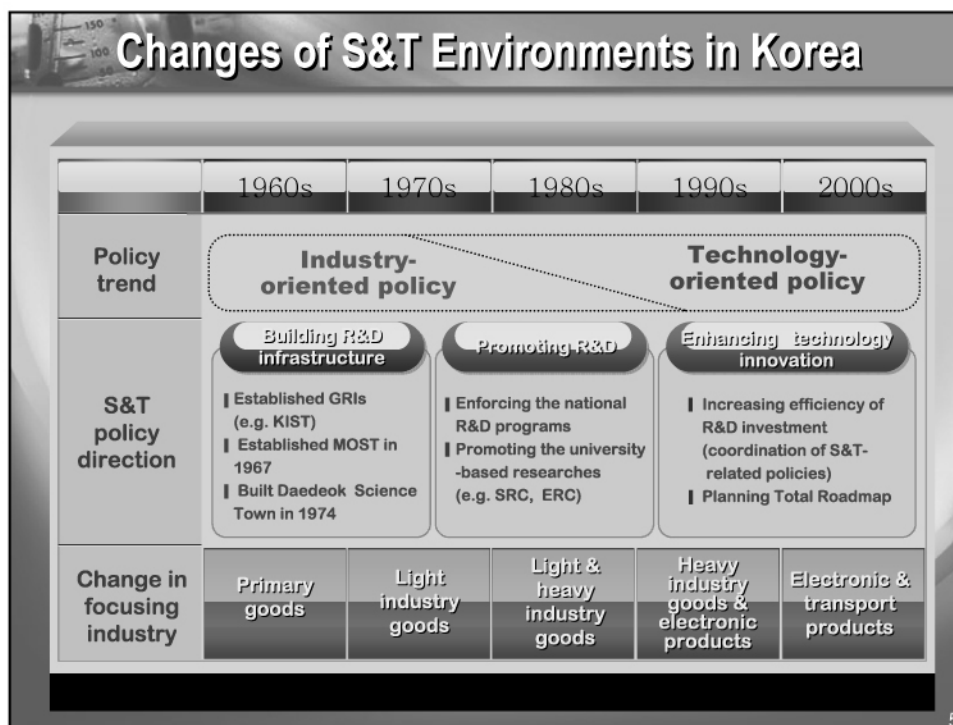 150
100
50
Changes of S&T Environments in Korea
1960s 1970s 1980s 1990s 2000s
Policy
trend
Industry-
oriented policy
Technology-
oriented policy
S&T
policy
direction
Building R&D
infrastructure
Established GRIs
(e.g. KIST)
Established MOST in
1967
Built Daedeok Science
Town in 1974
Promoting R&D
Enforcing the national
R&D programs
Promoting the university
-based researches
(e.g. SRC, ERC)
Enhancing technology
innovation
Increasing efficiency of
R&D investment
(coordination of S&T-
related policies)
Planning Total Roadmap
Change in
focusing
industry
Primary
goods
Light
industry
goods
Light &
heavy
industry
goods
Heavy
industry
goods &
electronic
products
Electronic &
transport
products